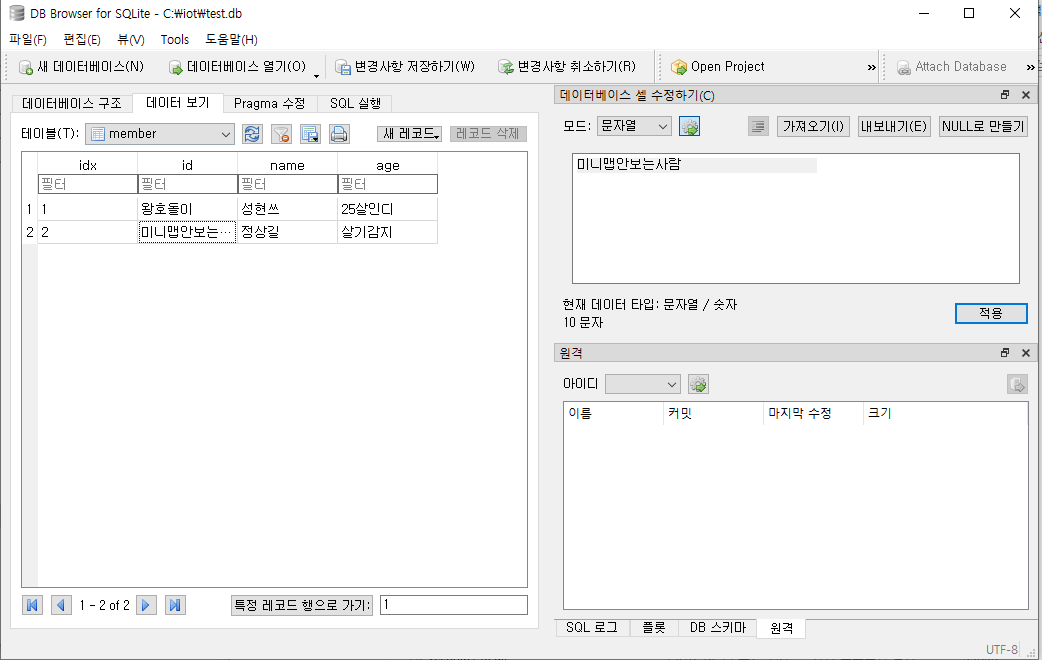 DB Browser for SQLite - C:₩iot₩test.db
파일(F) 편집(E) 뷰(V) Tools 도움말(H)
새 데이터베이스(N) 데이터베이스 열기(O) 변경사항 저장하기(W) 변경사항 취소하기(R) Open Project » Attach Database »
데이터베이스 구조 데이터 보기 Pragma 수정 SQL 실행
테이블(T): member 새 레코드 레코드 삭제
idx id name age
필터 필터 필터 필터
1 1 왕호돌이 성현쓰 25살인디
2 2 미니맵안보는… 정상길 살기감지
1 - 2 of 2 특정 레코드 행으로 가기: 1
데이터베이스 셀 수정하기(C)
모드: 문자열 가져오기(I) 내보내기(E) NULL로 만들기
미니맵안보는사람
현재 데이터 타입: 문자열 / 숫자
10 문자
적용
원격
아이디
이름 커밋 마지막 수정 크기
SQL 로그 플롯 DB 스키마 원격
UTF-8